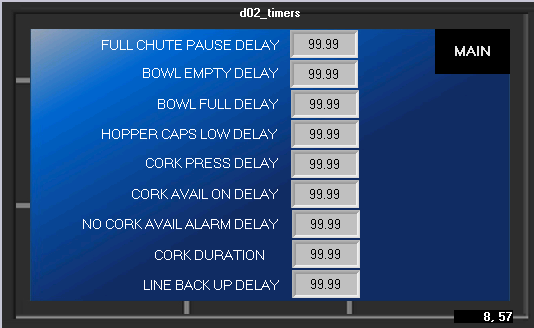 d02_timers
FULL CHUTE PAUSE DELAY 99.99
MAIN
BOWL EMPTY DELAY 99.99
BOWL FULL DELAY 99.99
HOPPER CAPS LOW DELAY 99.99
CORK PRESS DELAY 99.99
CORK AVAIL ON DELAY 99.99
NO CORK AVAIL ALARM DELAY 99.99
CORK DURATION 99.99
LINE BACK UP DELAY 99.99
8, 57